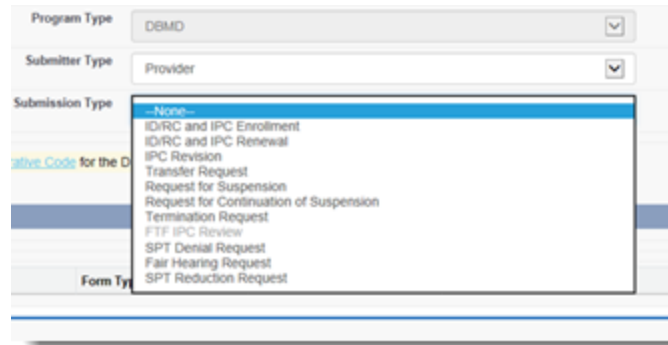 Program Type
DBMD
Submitter Type
Provider
Submission Type
--None--
ID/RC and IPC Enrollment
ID/RC and IPC Renewal
IPC Revision
Transfer Request
Request for Suspension
Request for Continuation of Suspension
Termination Request
FTF IPC Review
SPT Denial Request
Fair Hearing Request
SPT Reduction Request
rative Code for the D
Form Typ